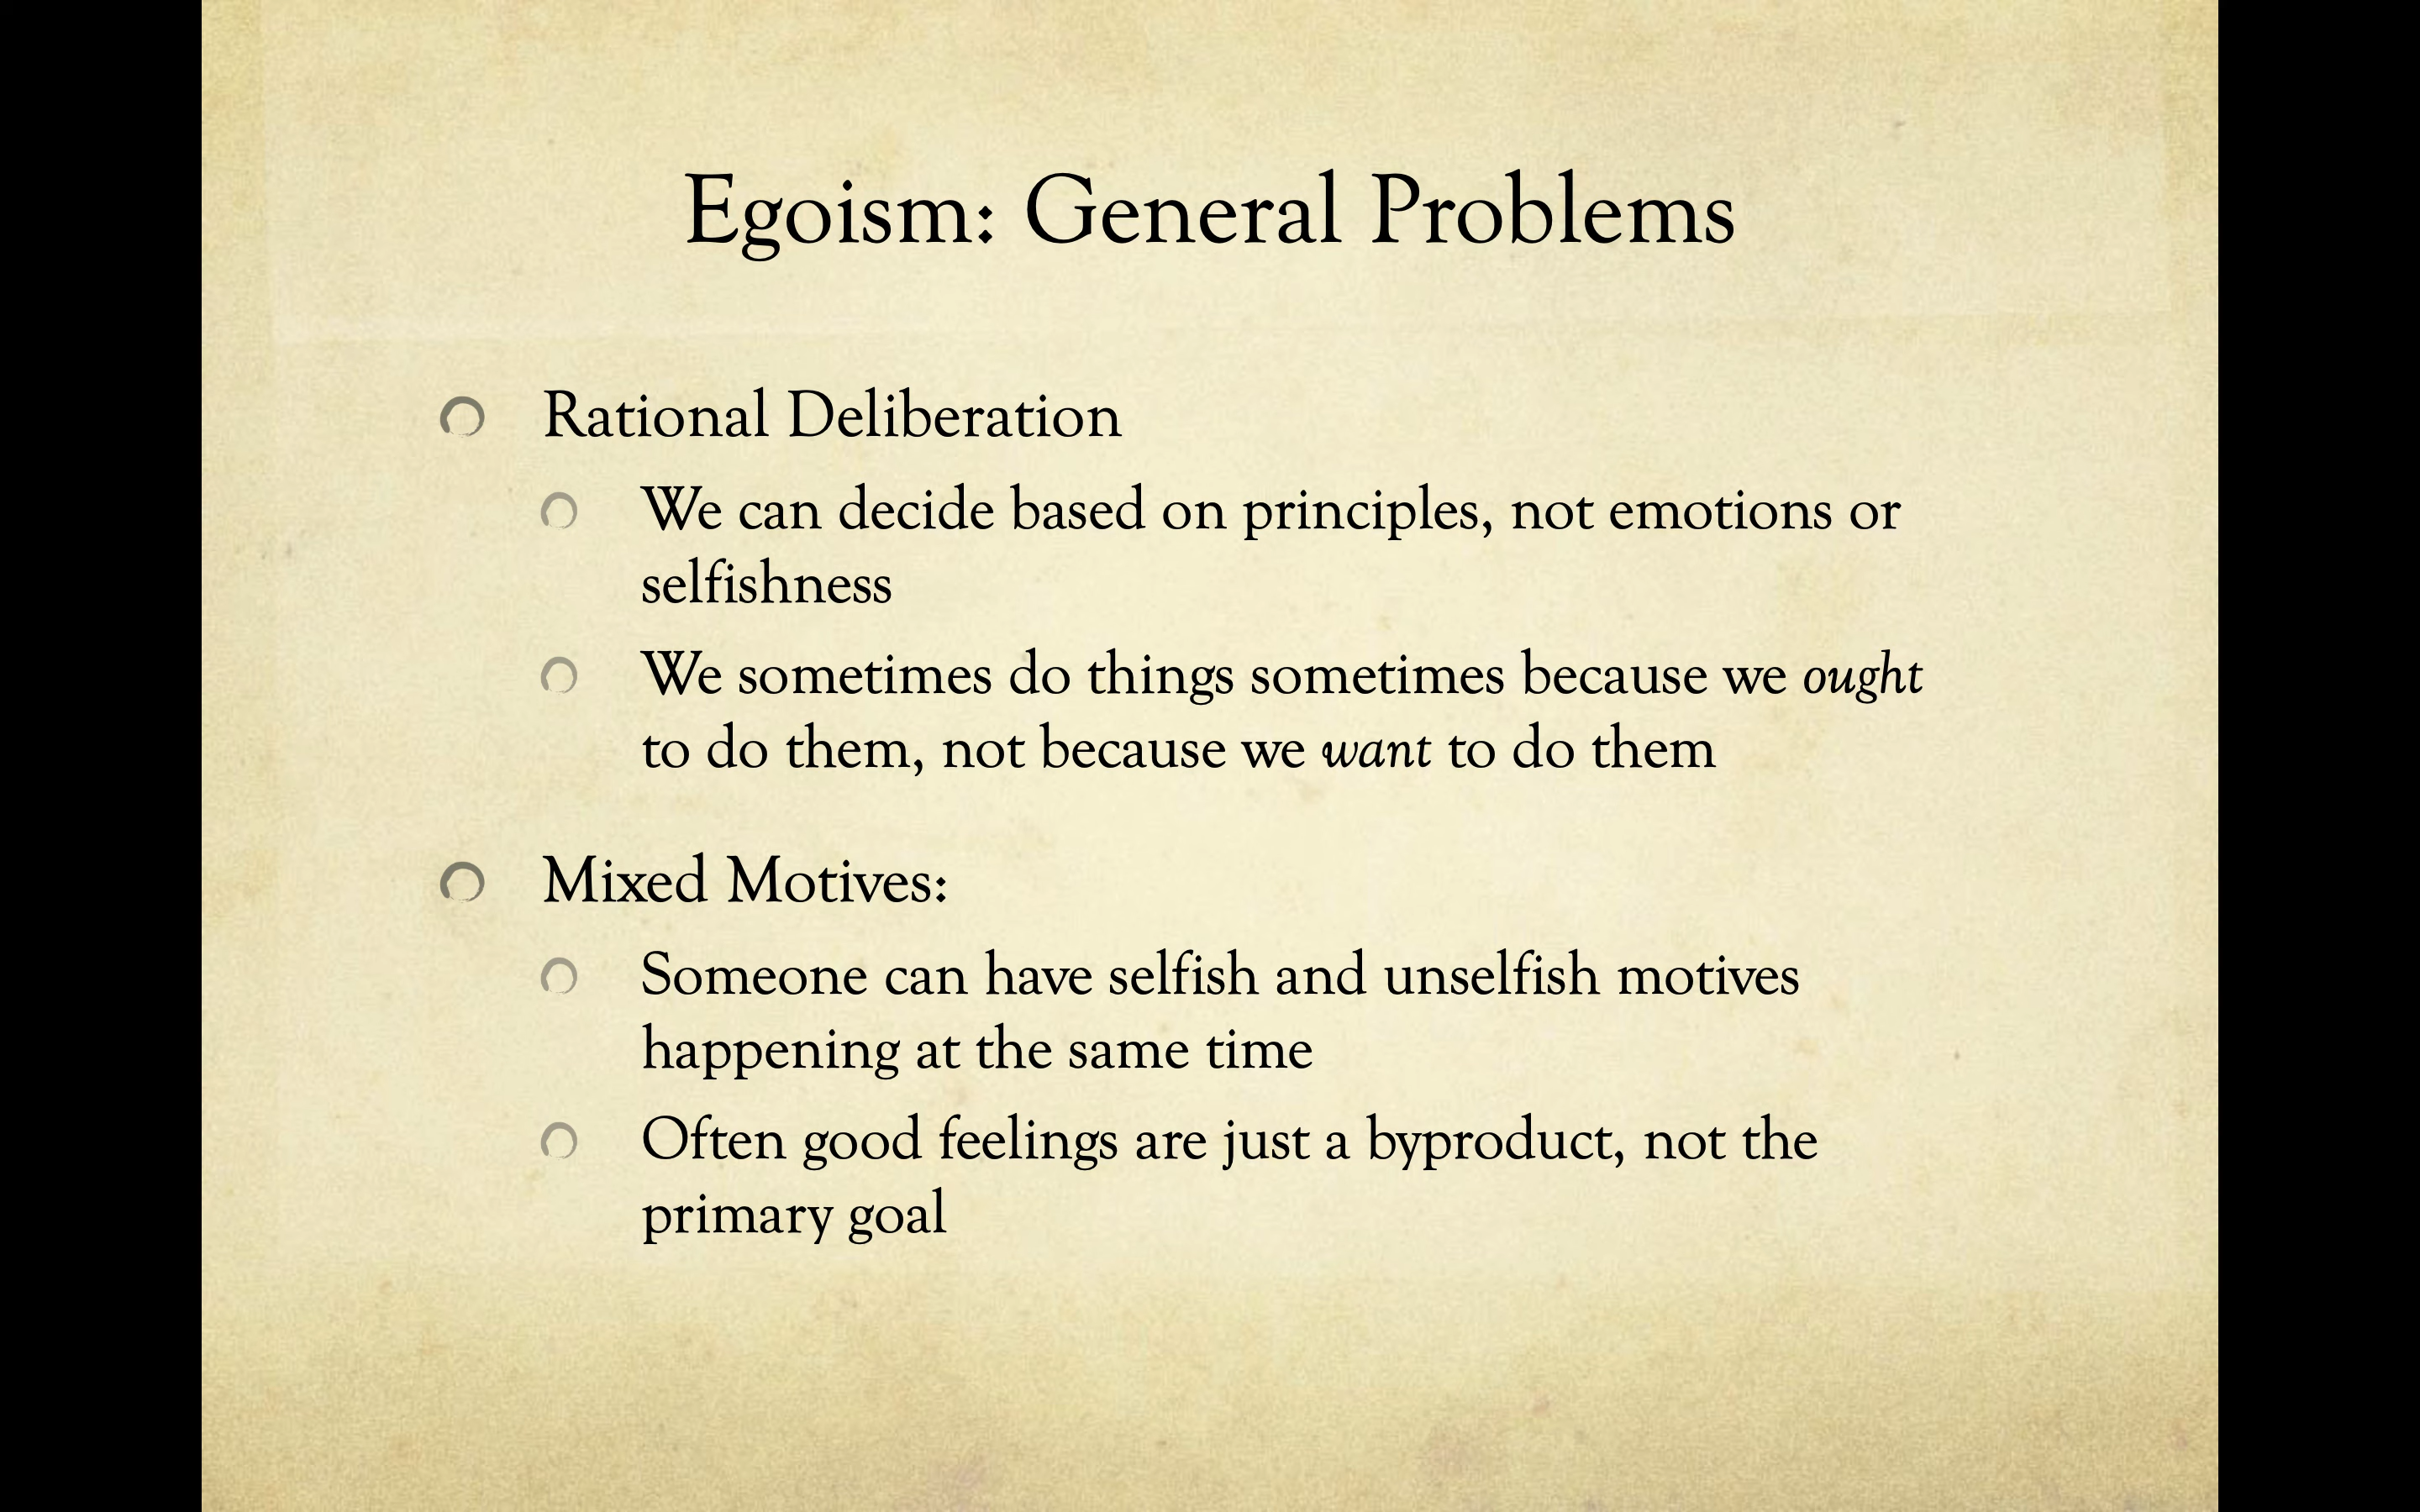 Egoism: General Problems
Rational Deliberation
We can decide based on principles, not emotions or
selfishness
We sometimes do things sometimes because we ought
to do them, not because we want to do them
Mixed Motives:
Someone can have selfish and unselfish motives
happening at the same time
Often good feelings are just a byproduct, not the
primary goal